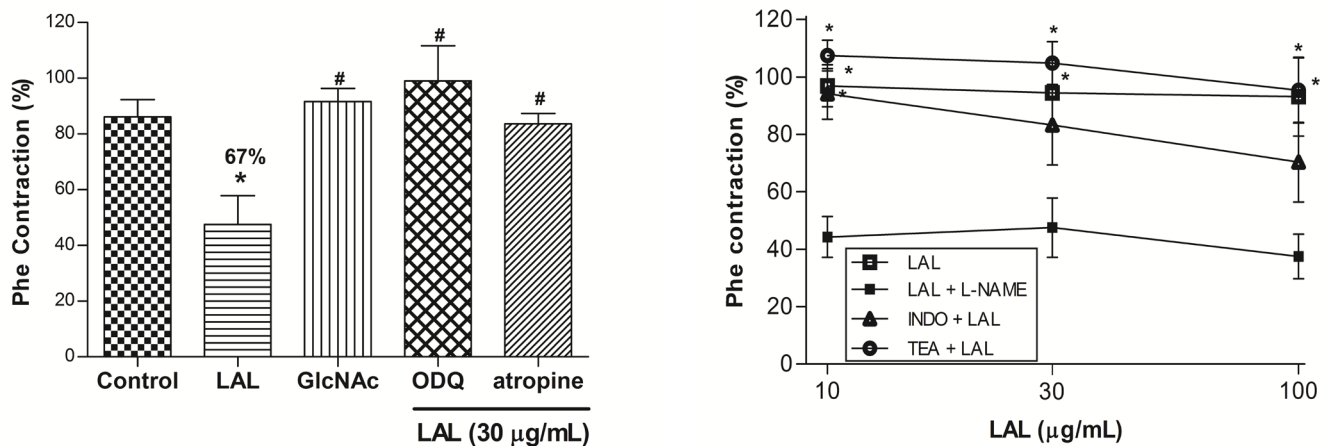 120
100
80
60
40
20
0
Phe Contraction (%)
67%
*
#
#
#
Control
LAL
GlcNAc
ODQ
atropine
LAL (30 μg/mL)
120
100
80
60
40
20
0
Phe contraction (%)
*
*
*
*
*
*
*
LAL
LAL + L-NAME
INDO + LAL
TEA + LAL
10
30
100
LAL (μg/mL)